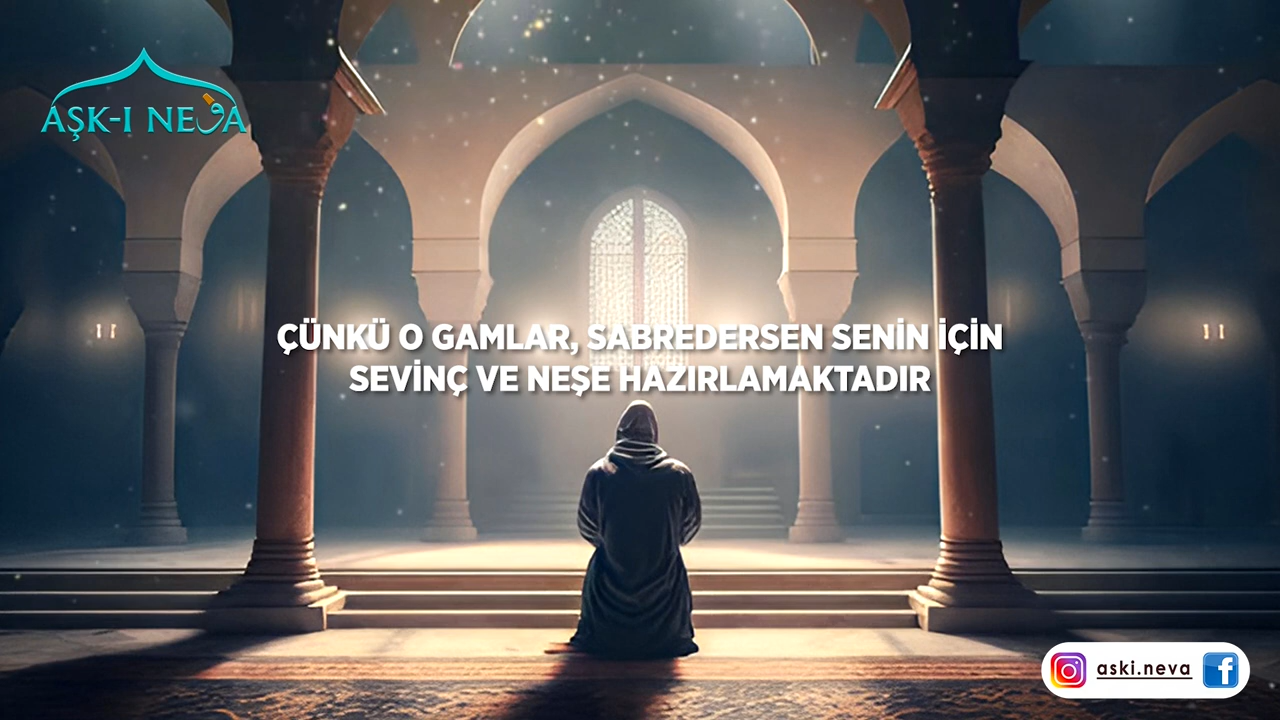 AŞK-I NEVA
ÇÜNKÜ O GAMLAR, SABREDERSEN SENİN İÇİN
SEVİNÇ VE NEŞE HAZIRLAMAKTADIR
aski.neva